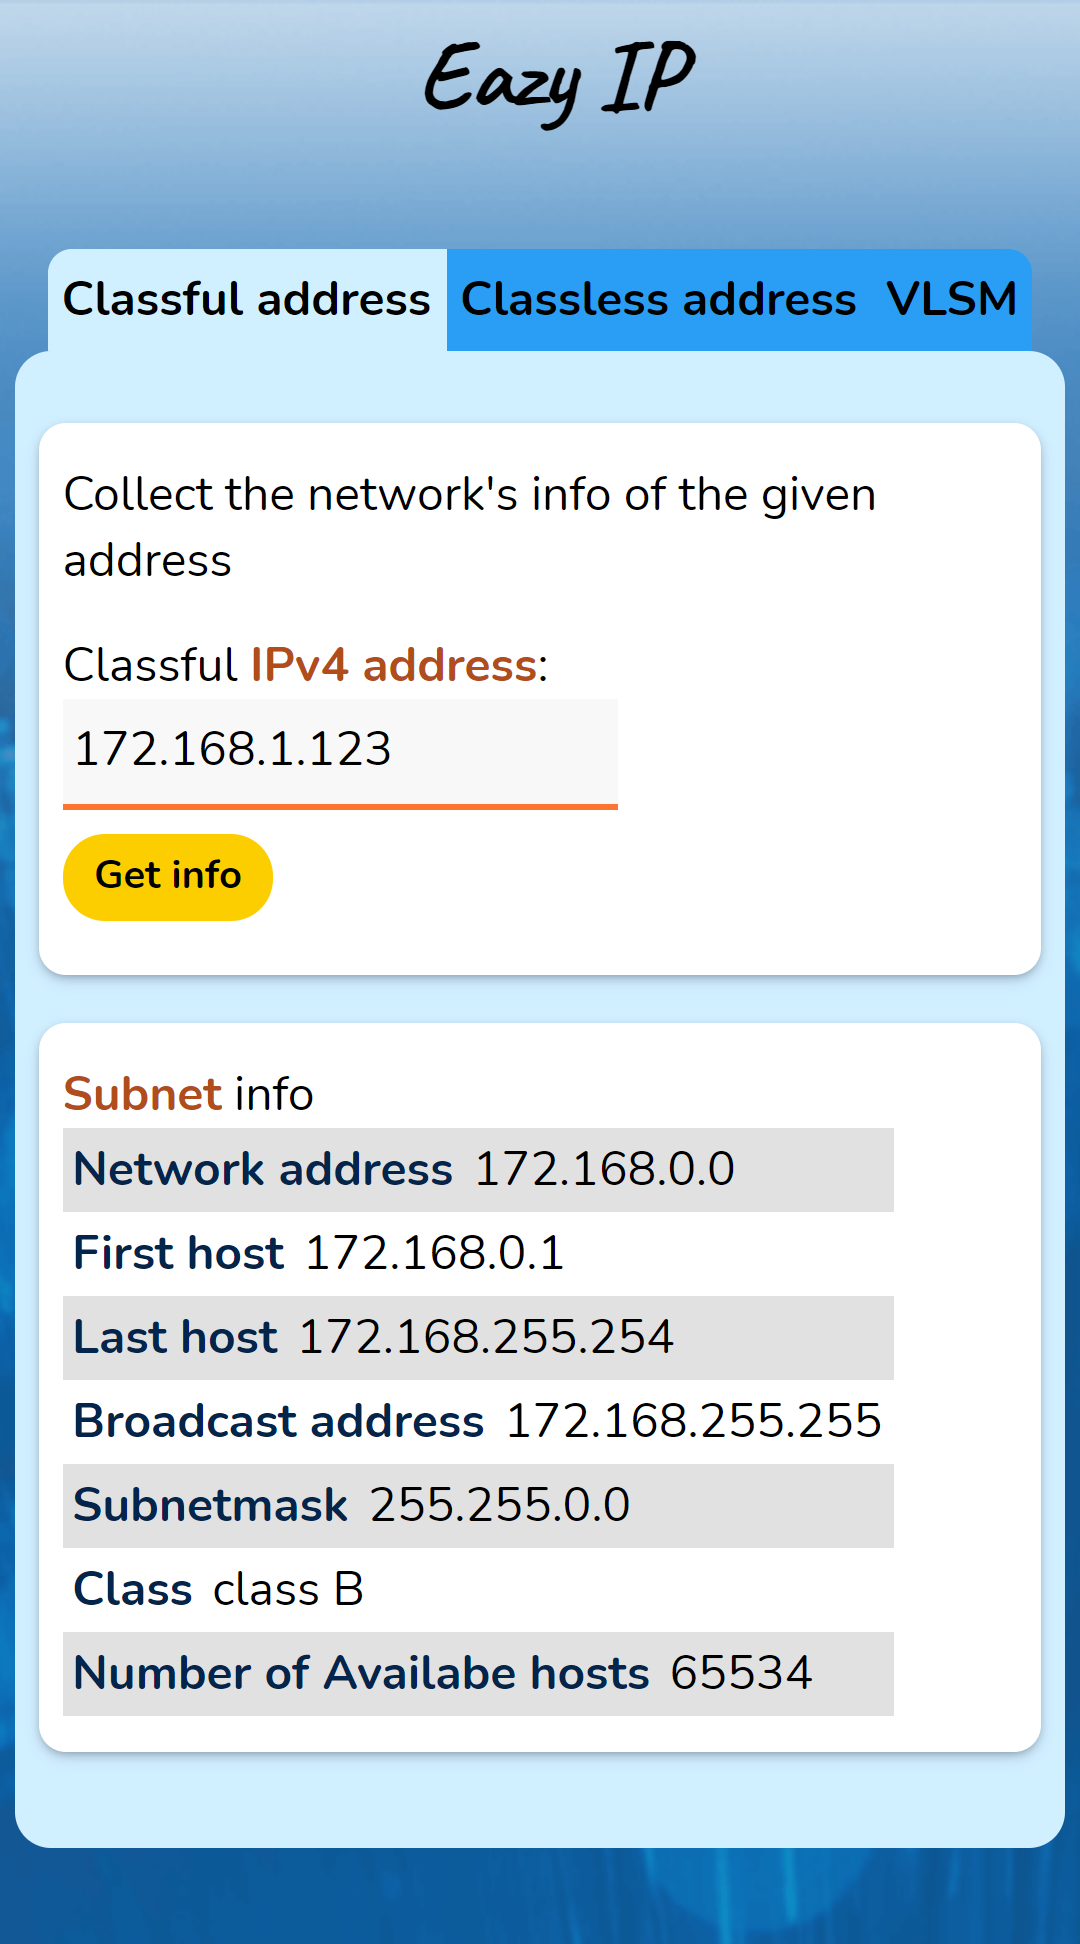 Eazy IP
Classful address Classless address VLSM
Collect the network's info of the given
address
Classful IPv4 address:
172.168.1.123
Get info
Subnet info
Network address 172.168.0.0
First host 172.168.0.1
Last host 172.168.255.254
Broadcast address 172.168.255.255
Subnetmask 255.255.0.0
Class class B
Number of Availabe hosts 65534